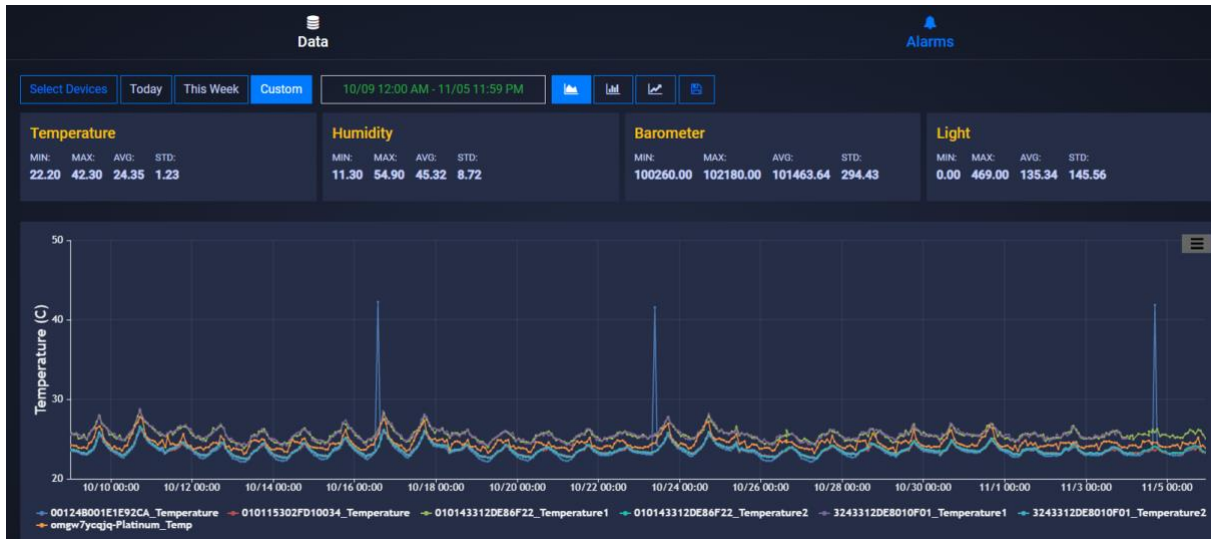 Data
Alarms
Select Devices Today This Week Custom 10/09 12:00 AM - 11/05 11:59 PM
Temperature Humidity Barometer Light
MIN: MAX: AVG: STD: MIN: MAX: AVG: STD: MIN: MAX: AVG: STD: MIN: MAX: AVG: STD:
22.20 42.30 24.35 1.23 11.30 54.90 45.32 8.72 100260.00 102180.00 101463.64 294.43 0.00 469.00 135.34 145.56
50
40
30
20
Temperature (C)
10/10 00:00 10/12 00:00 10/14 00:00 10/16 00:00 10/18 00:00 10/20 00:00 10/22 00:00 10/24 00:00 10/26 00:00 10/28 00:00 10/30 00:00 11/1 00:00 11/3 00:00 11/5 00:00
00124B001E1E92CA_Temperature 010115302FD10034_Temperature 010143312DE86F22_Temperature1 010143312DE86F22_Temperature2 3243312DE8010F01_Temperature1 3243312DE8010F01_Temperature2
omgw7ycqjq-Platinum_Temp